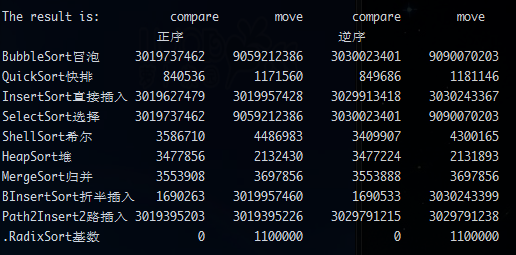 The result is: compare move compare move
正序 逆序
BubbleSort冒泡 3019737462 9059212386 3030023401 9090070203
QuickSort快排 840536 1171560 849686 1181146
InsertSort直接插入 3019627479 3019957428 3029913418 3030243367
SelectSort选择 3019737462 9059212386 3030023401 9090070203
ShellSort希尔 3586710 4486983 3409907 4300165
HeapSort堆 3477856 2132430 3477224 2131893
MergeSort归并 3553908 3697856 3553888 3697856
BInsertSort折半插入 1690263 3019957460 1690533 3030243399
Path2Insert2路插入 3019395203 3019395226 3029791215 3029791238
.RadixSort基数 0 1100000 0 1100000